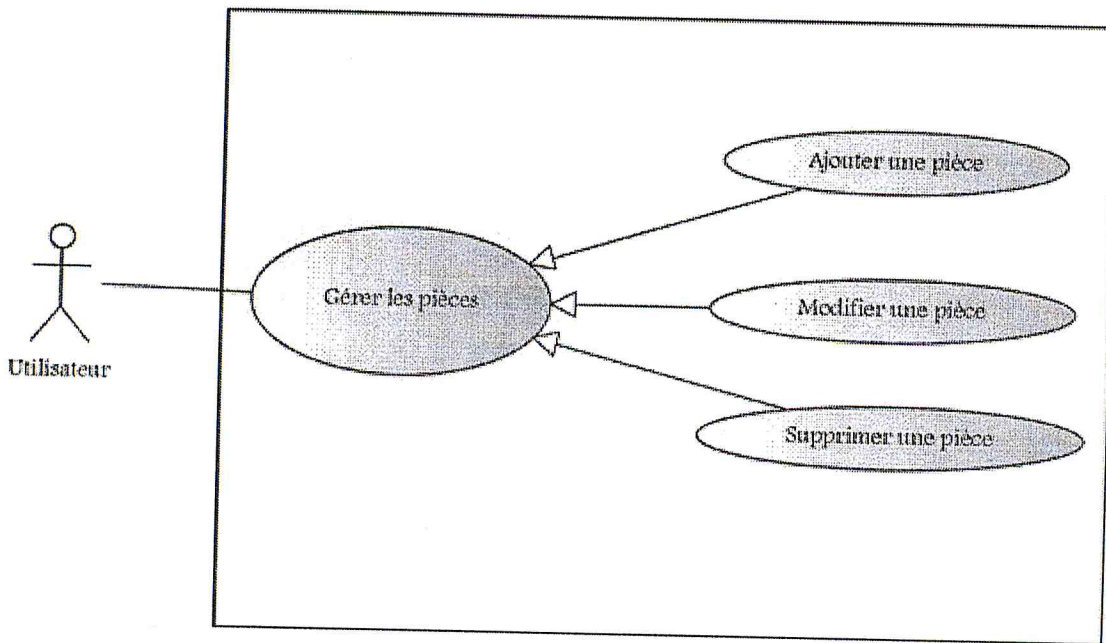 Ajouter une pièce
Gérer les pièces
Modifier une pièce
Utilisateur
Supprimer une pièce